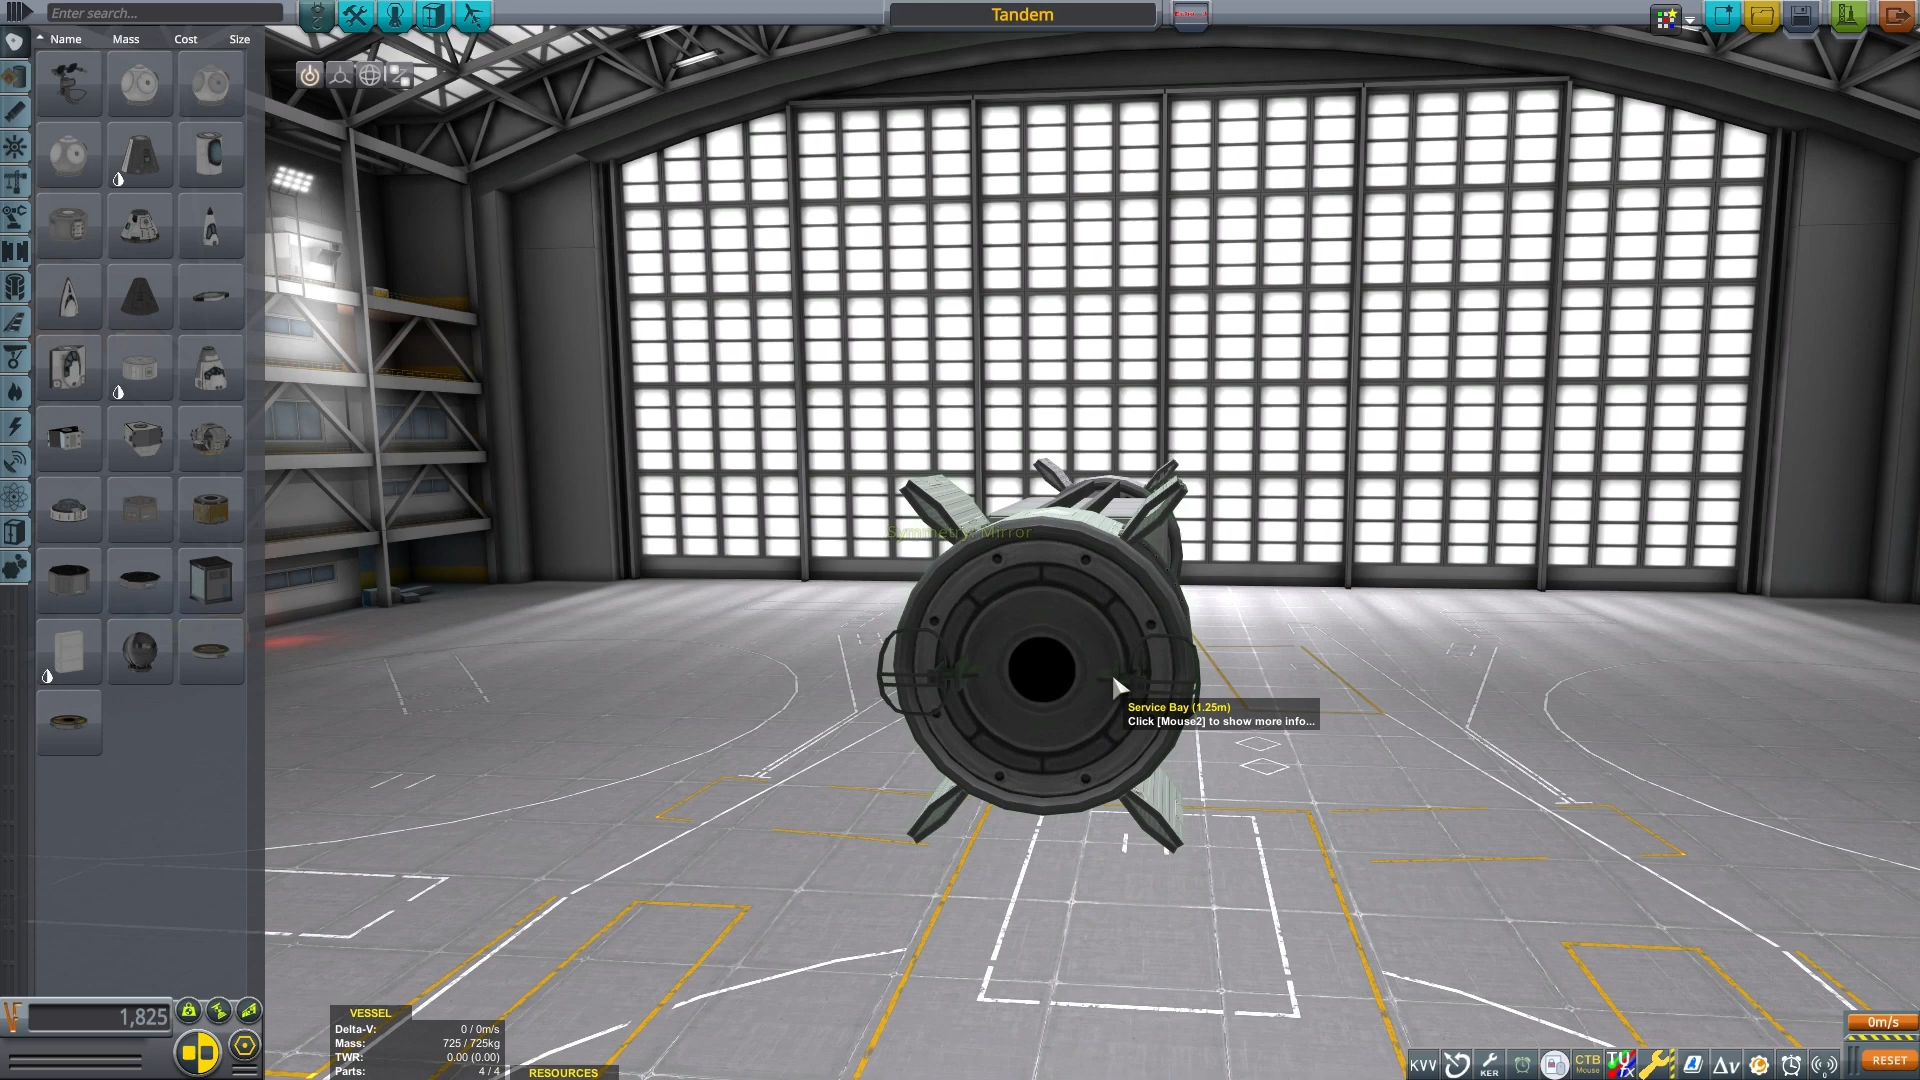 Enter search...
Tandem
Name Mass Cost Size
Symmetry: Mirror
Service Bay (1.25m)
Click [Mouse2] to show more info...
1,825
VESSEL
Delta-V: 0 / 0m/s
Mass: 725 / 725kg
TWR: 0.00 (0.00)
Parts: 4 / 4
RESOURCES
0m/s
KVV
KER
CTB
Mouse
TU
TX
Δv
RESET